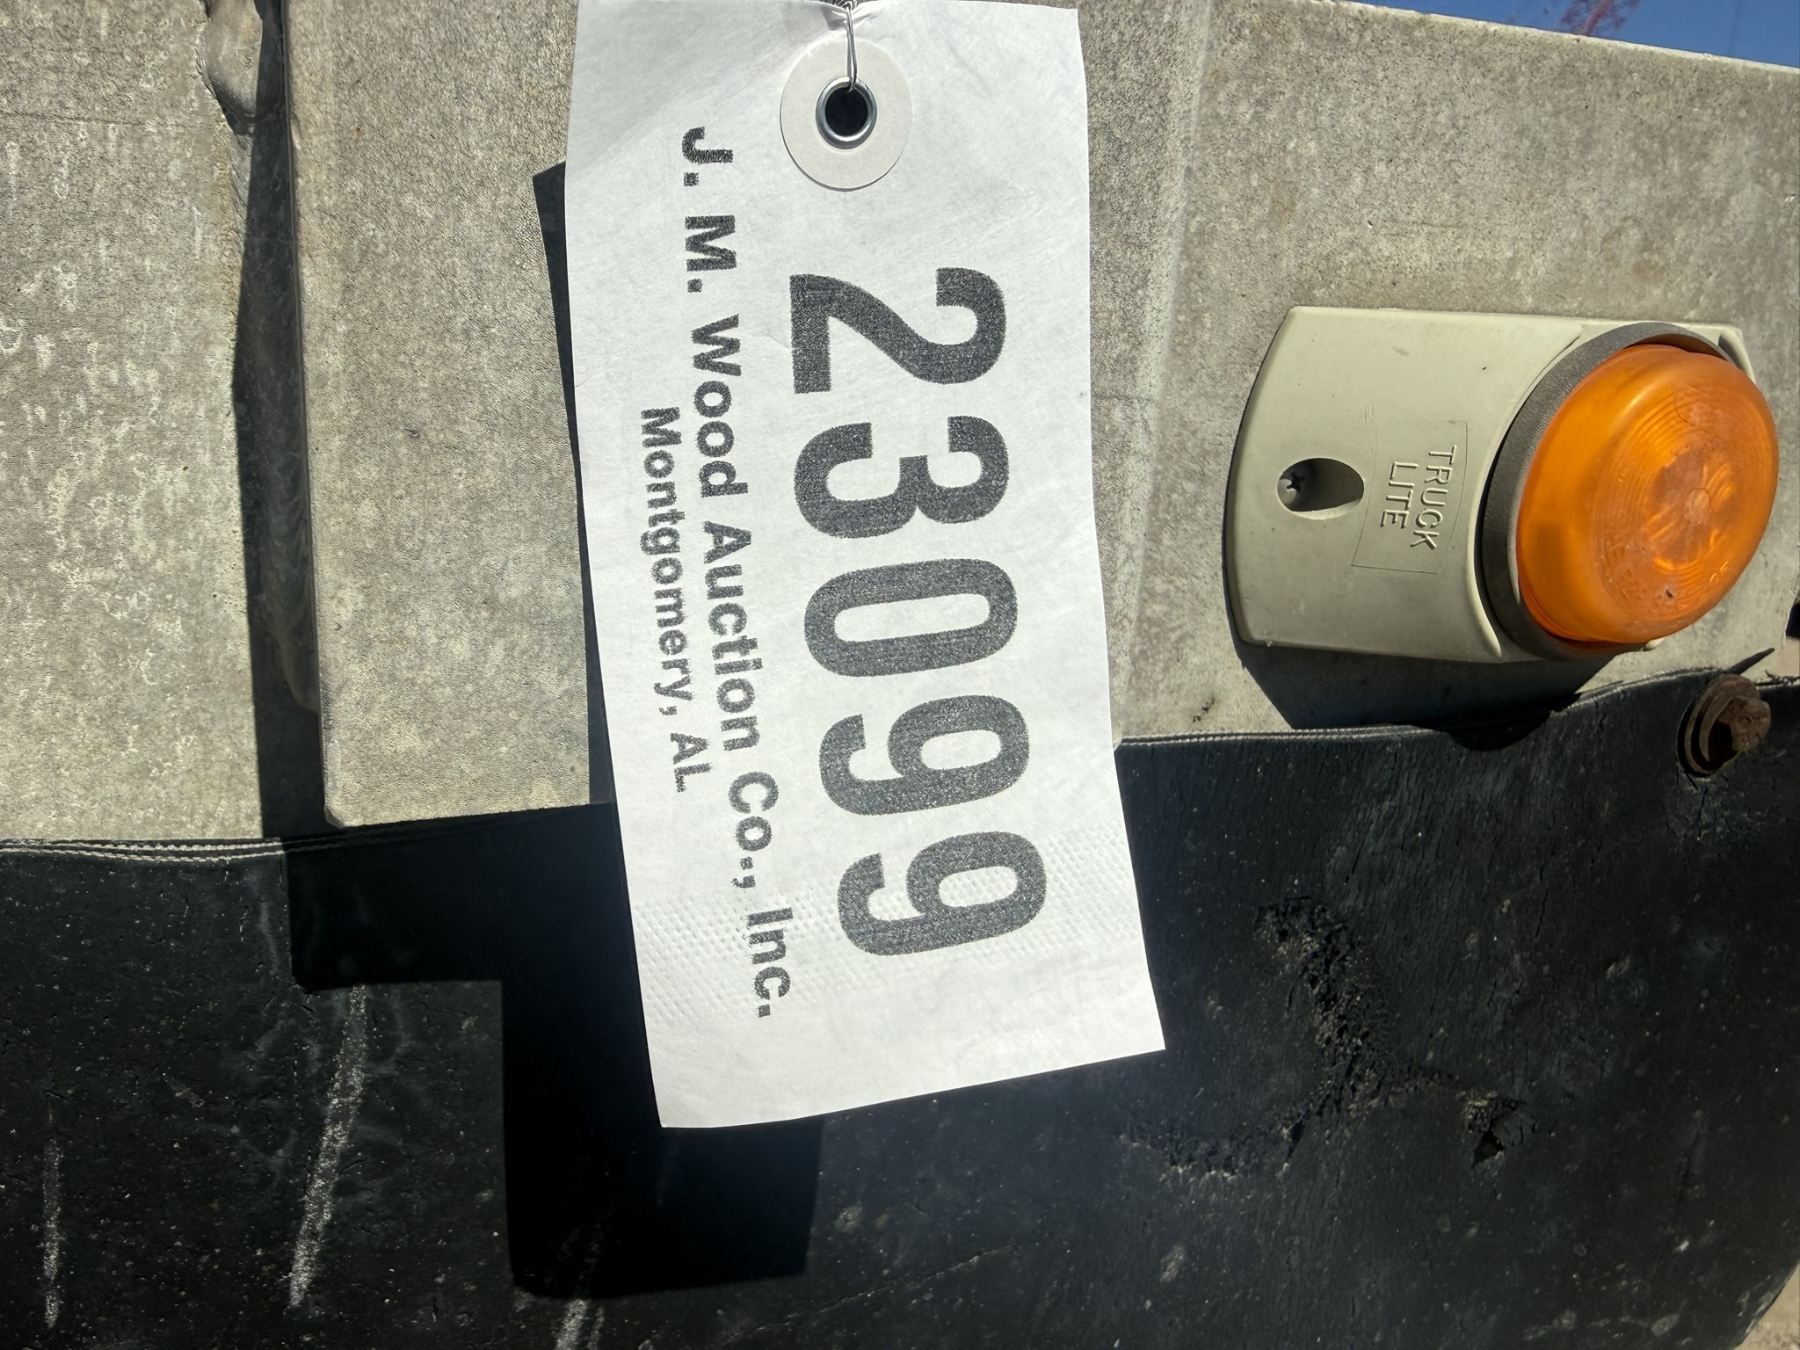 23099
J. M. Wood Auction Co., Inc.
Montgomery, AL
TRUCK
LITE